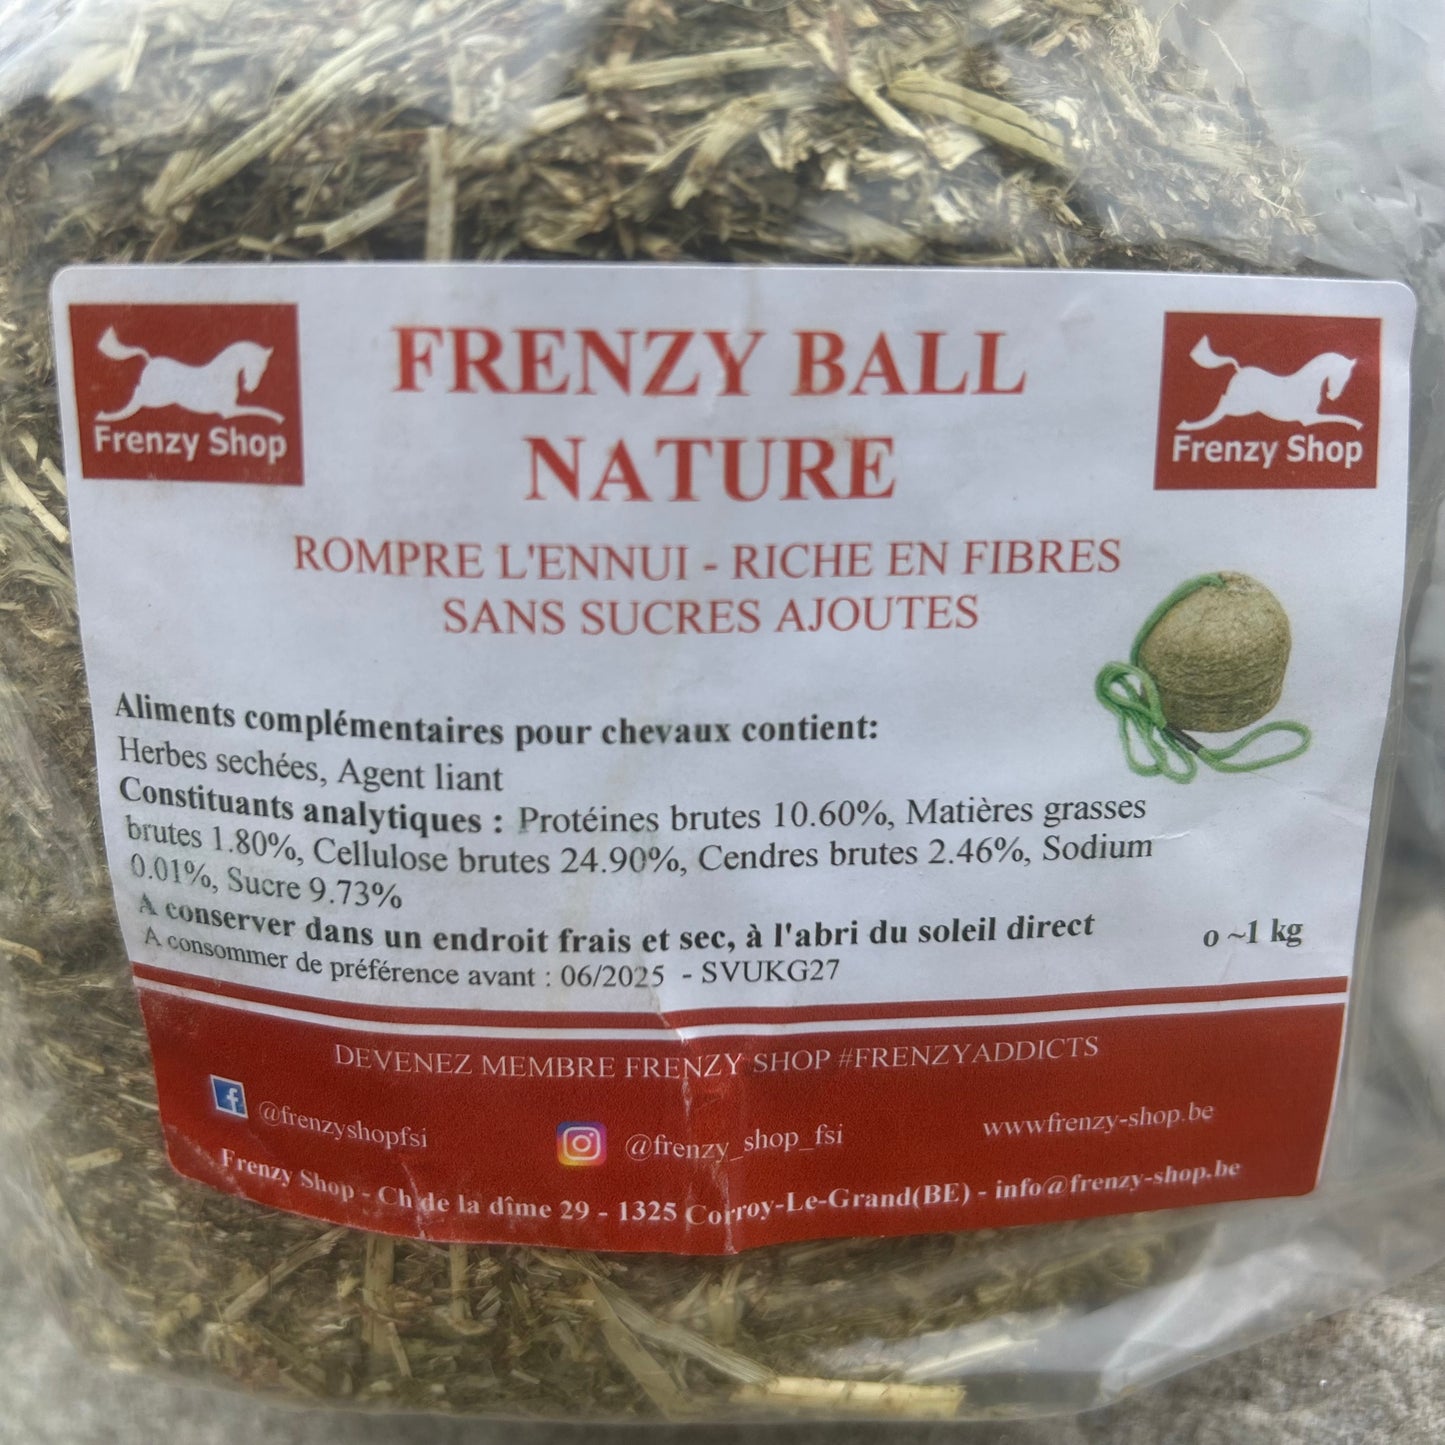 Frenzy Shop
FRENZY BALL
NATURE
Frenzy Shop
ROMPRE L'ENNUI - RICHE EN FIBRES
SANS SUCRES AJOUTES
Aliments complémentaires pour chevaux contient:
Herbes sechées, Agent liant
Constituants analytiques : Protéines brutes 10.60%, Matières grasses
brutes 1.80%, Cellulose brutes 24.90%, Cendres brutes 2.46%, Sodium
0.01%, Sucre 9.73%
A conserver dans un endroit frais et sec, à l'abri du soleil direct
A consommer de préférence avant : 06/2025 - SVUKG27
o ~1 kg
DEVENEZ MEMBRE FRENZY SHOP #FRENZYADDICTS
@frenzyshopfsi
@frenzy_shop_fsi
wwwfrenzy-shop.be
Frenzy Shop - Ch de la dîme 29 - 1325 Corroy-Le-Grand(BE) - info@frenzy-shop.be